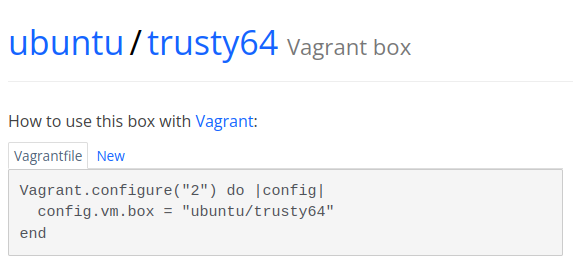 ubuntu/trusty64 Vagrant box
How to use this box with Vagrant:
Vagrantfile New
Vagrant.configure("2") do |config|
  config.vm.box = "ubuntu/trusty64"
end